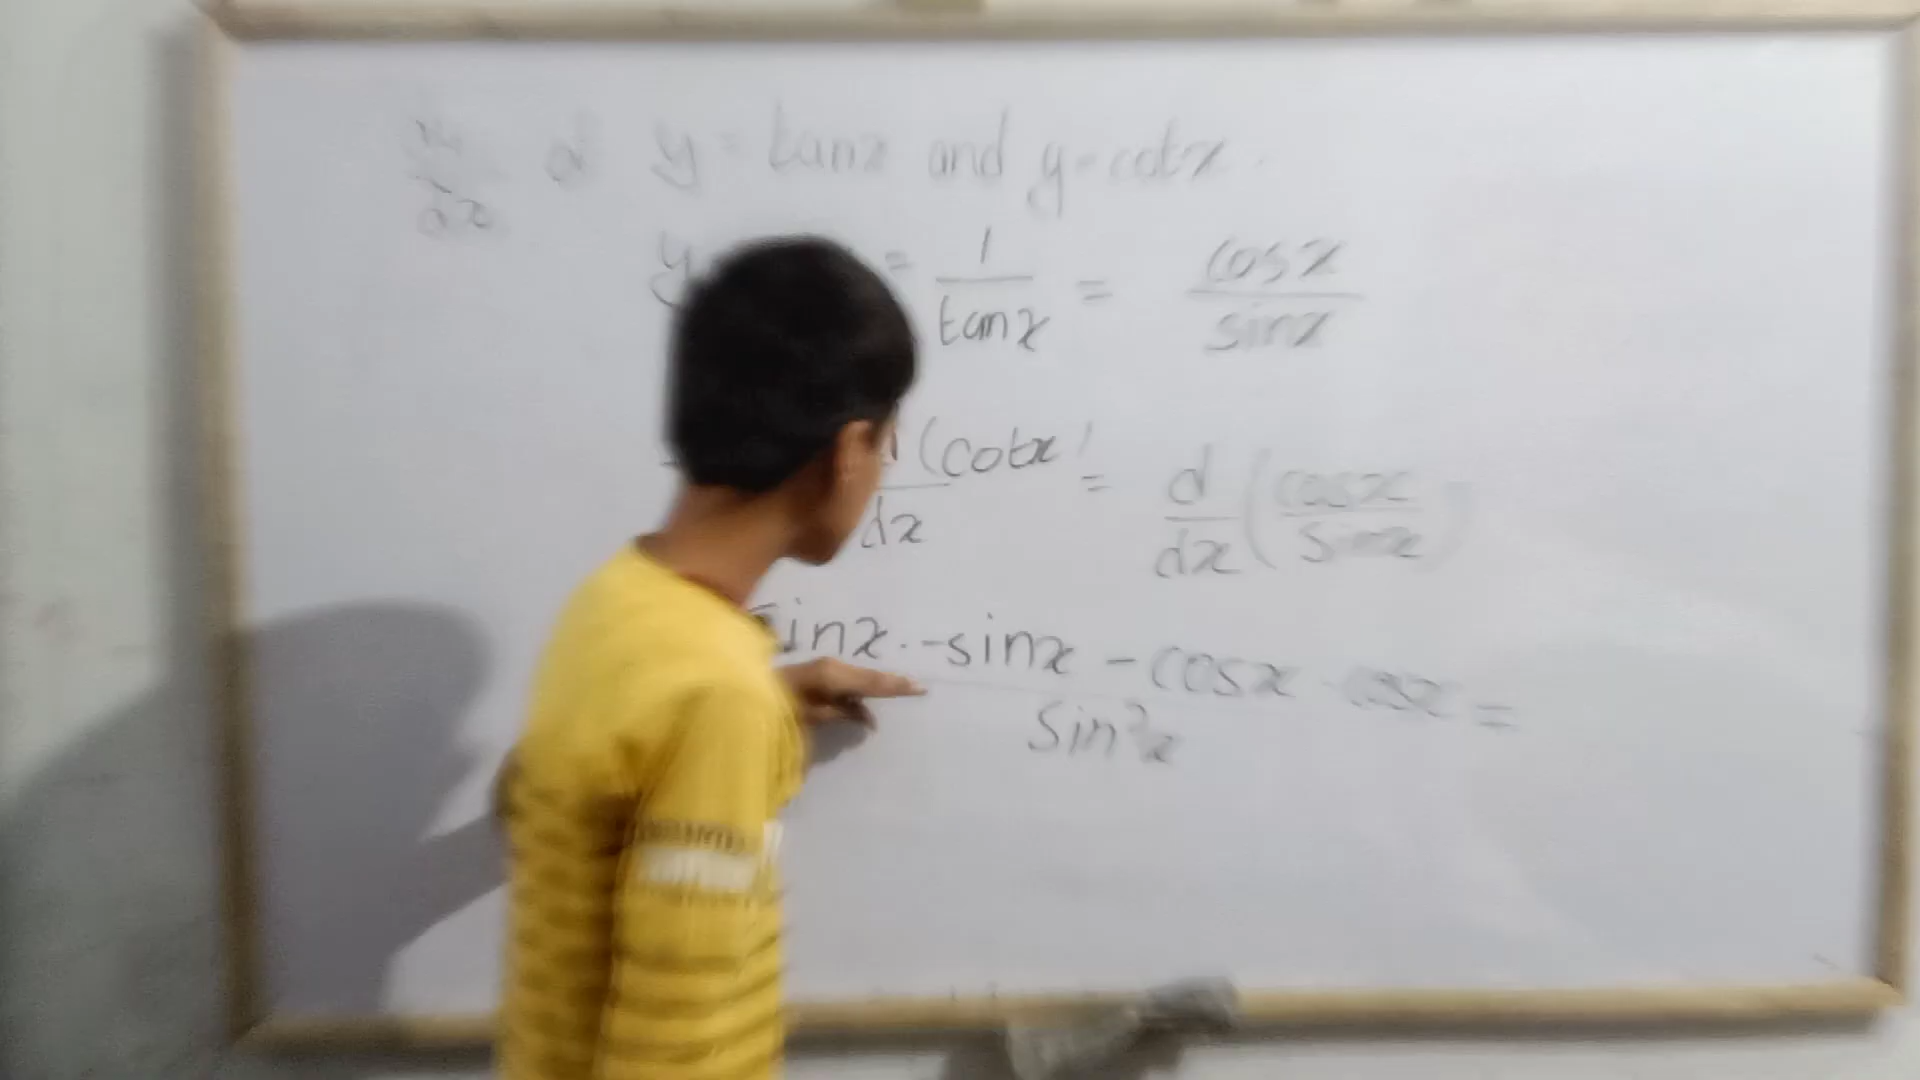 dy/dx of y = tanx and y = cotx.
y = 1/tanx = cosx/sinx
d/dx (cotx) = d/dx (cosx/sinx)
sinx · -sinx - cosx · cosx / Sin²x =